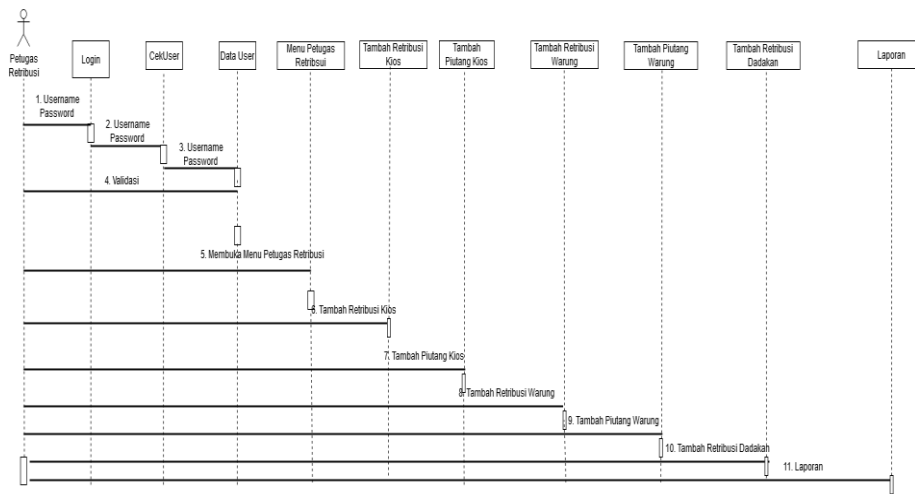 Petugas
Retribusi
Login
CekUser
Data User
Menu Petugas
Retribsui
Tambah Retribusi
Kios
Tambah
Piutang Kios
Tambah Retribusi
Warung
Tambah Piutang
Warung
Tambah Retribusi
Dadakan
Laporan
1. Username
Password
2. Username
Password
3. Username
Password
4. Validasi
5. Membuka Menu Petugas Retribusi
6. Tambah Retribusi Kios
7. Tambah Piutang Kios
8. Tambah Retribusi Warung
9. Tambah Piutang Warung
10. Tambah Retribusi Dadakan
11. Laporan